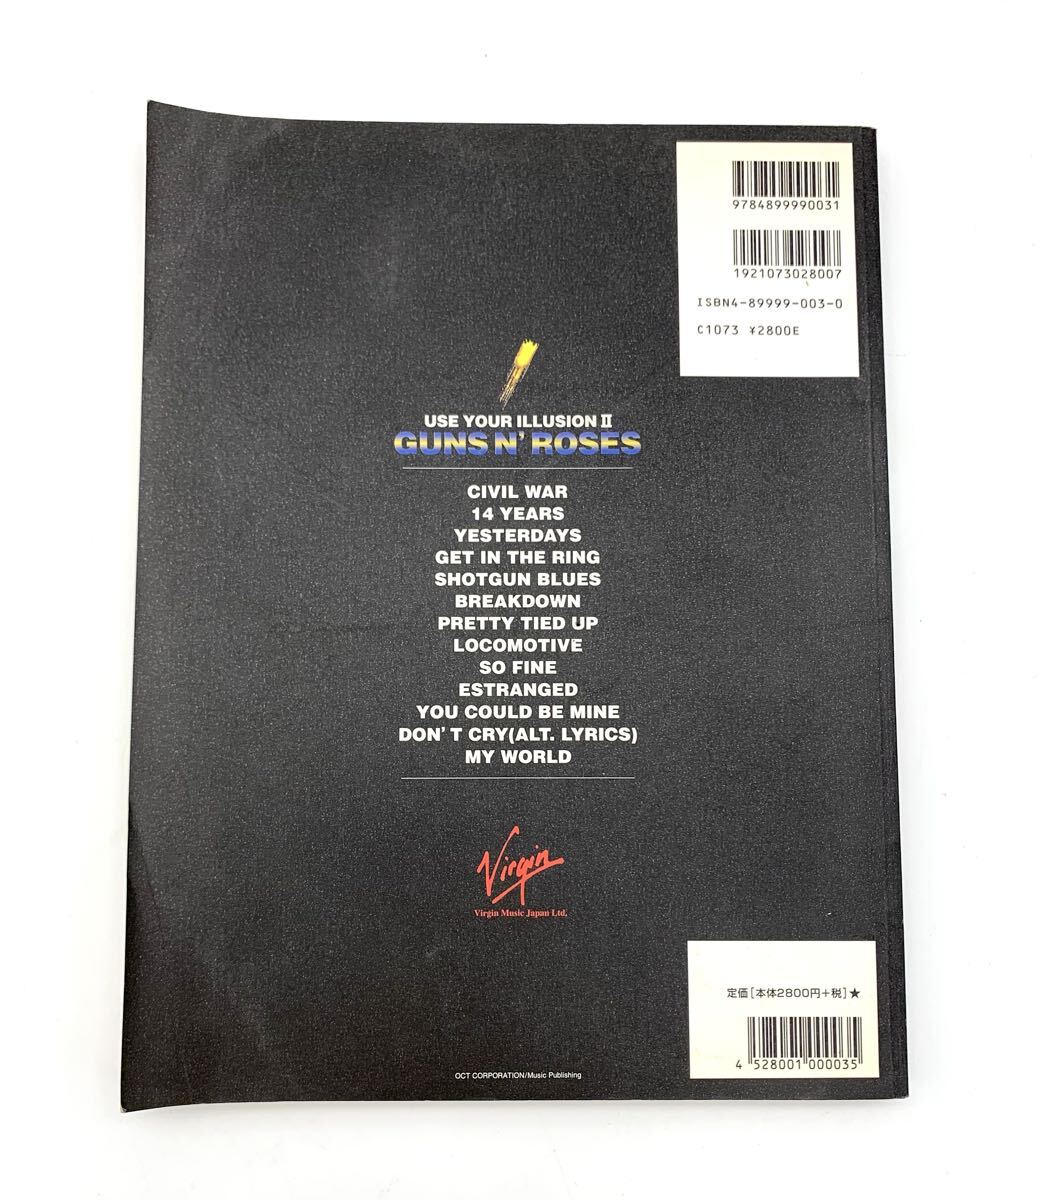 9784899990031
1921073028007
ISBN4-89999-003-0
C1073 ¥2800E
USE YOUR ILLUSION II
GUNS N' ROSES
CIVIL WAR
14 YEARS
YESTERDAYS
GET IN THE RING
SHOTGUN BLUES
BREAKDOWN
PRETTY TIED UP
LOCOMOTIVE
SO FINE
ESTRANGED
YOU COULD BE MINE
DON'T CRY(ALT. LYRICS)
MY WORLD
Virgin
Virgin Music Japan Ltd.
定価[本体2800円+税]★
4 528001 000035
OCT CORPORATION/Music Publishing